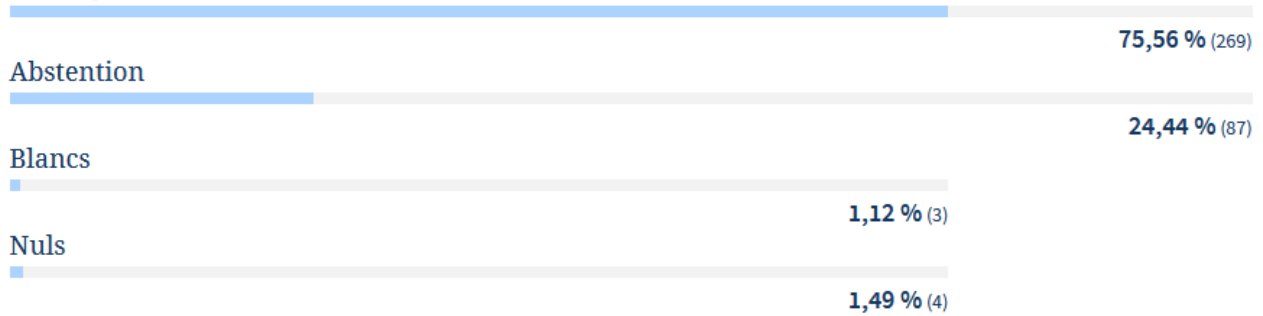 75,56 % (269)
Abstention
24,44 % (87)
Blancs
1,12 % (3)
Nuls
1,49 % (4)